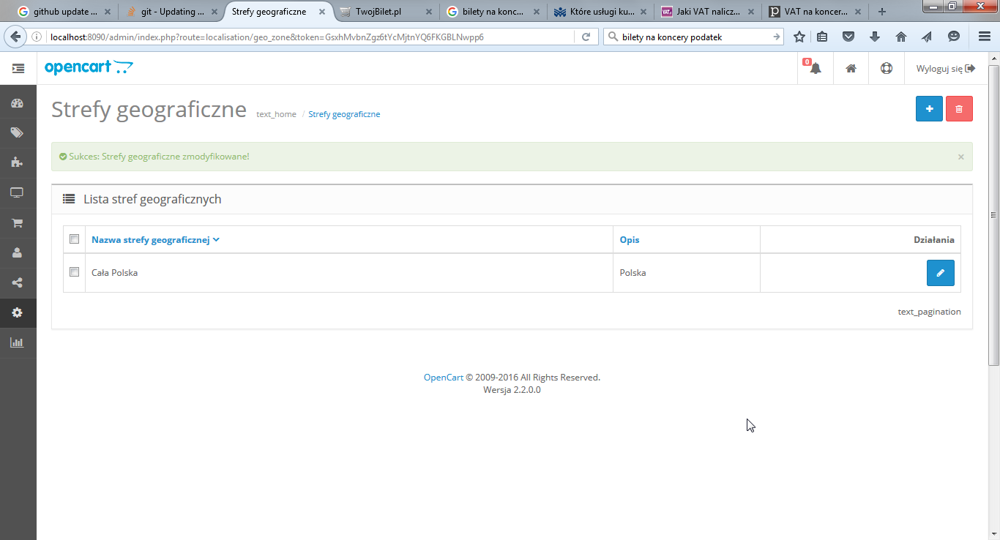 github update ...
git - Updating ...
Strefy geograficzne
TwojBilet.pl
bilety na konc...
Które usługi ku...
Jaki VAT nalicz...
VAT na koncer...
localhost:8090/admin/index.php?route=localisation/geo_zone&token=GsxhMvbnZgz6tYcMjtnYQ6FKGBLNwpp6
bilety na koncery podatek
opencart
0
Wyloguj się
Strefy geograficzne
text_home / Strefy geograficzne
Sukces: Strefy geograficzne zmodyfikowane!
Lista stref geograficznych
Nazwa strefy geograficznej Opis Działania
Cała Polska Polska
text_pagination
OpenCart © 2009-2016 All Rights Reserved.
Wersja 2.2.0.0